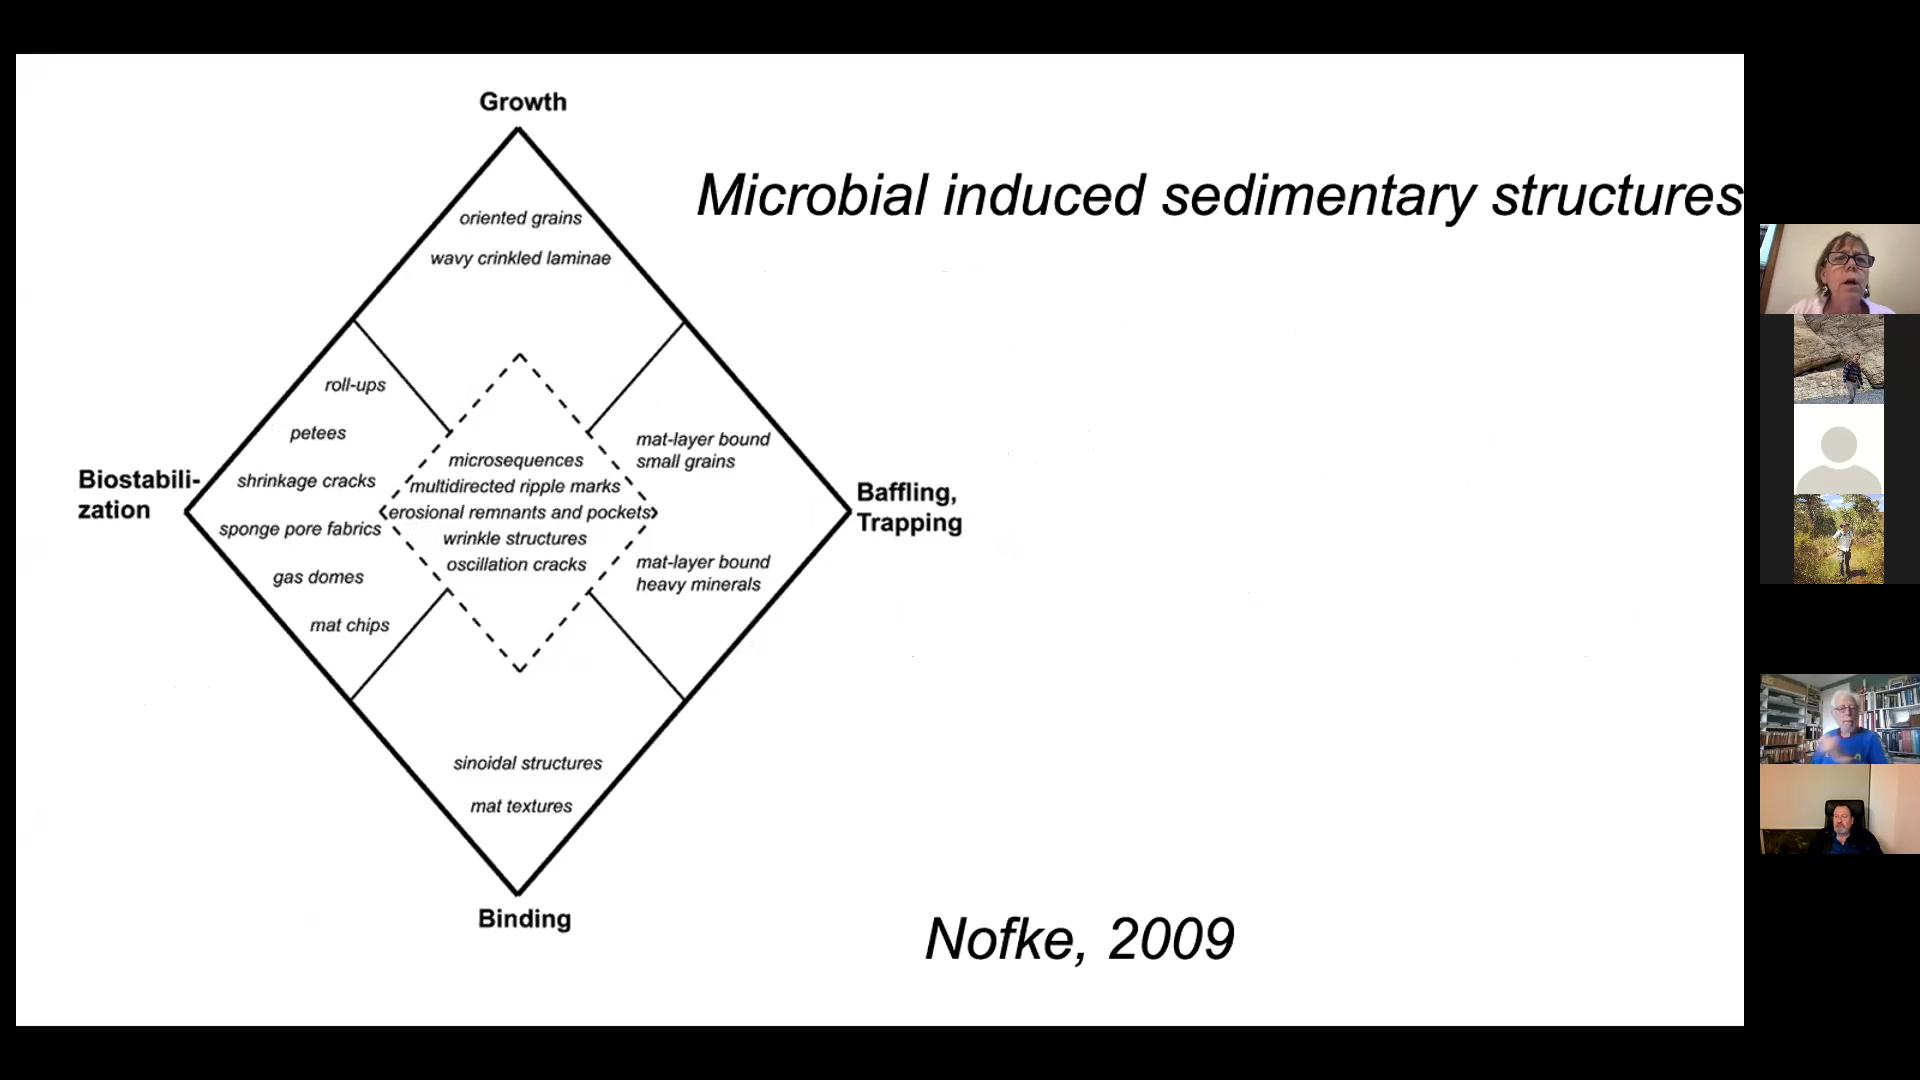 Growth
Microbial induced sedimentary structures
oriented grains
wavy crinkled laminae
roll-ups
petees
shrinkage cracks
sponge pore fabrics
gas domes
mat chips
Biostabili-
zation
microsequences
multidirected ripple marks
erosional remnants and pockets
wrinkle structures
oscillation cracks
mat-layer bound
small grains
mat-layer bound
heavy minerals
Baffling,
Trapping
sinoidal structures
mat textures
Binding
Nofke, 2009